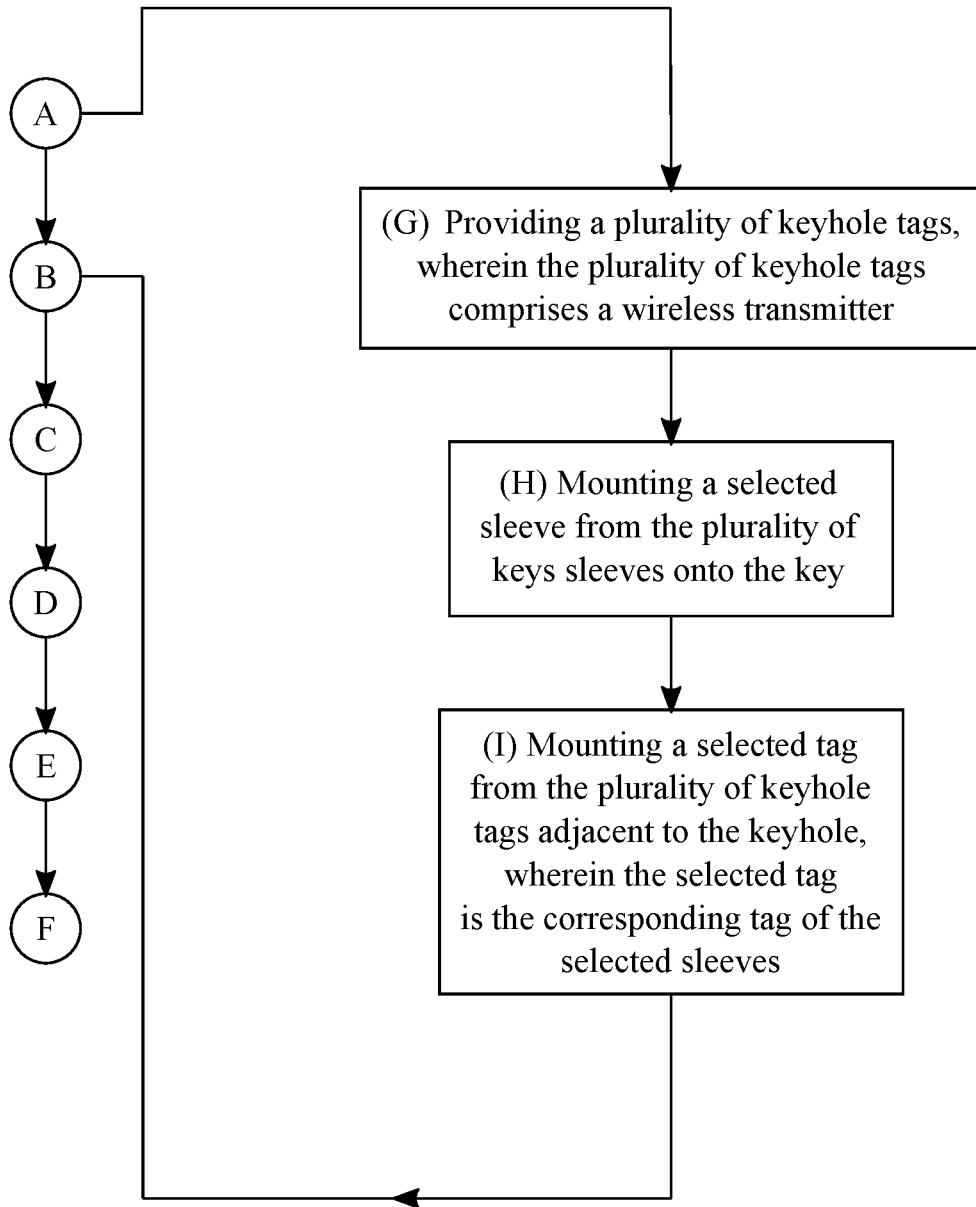 A
B
C
D
E
F
(G) Providing a plurality of keyhole tags,
wherein the plurality of keyhole tags
comprises a wireless transmitter
(H) Mounting a selected
sleeve from the plurality of
keys sleeves onto the key
(I) Mounting a selected tag
from the plurality of keyhole
tags adjacent to the keyhole,
wherein the selected tag
is the corresponding tag of the
selected sleeves